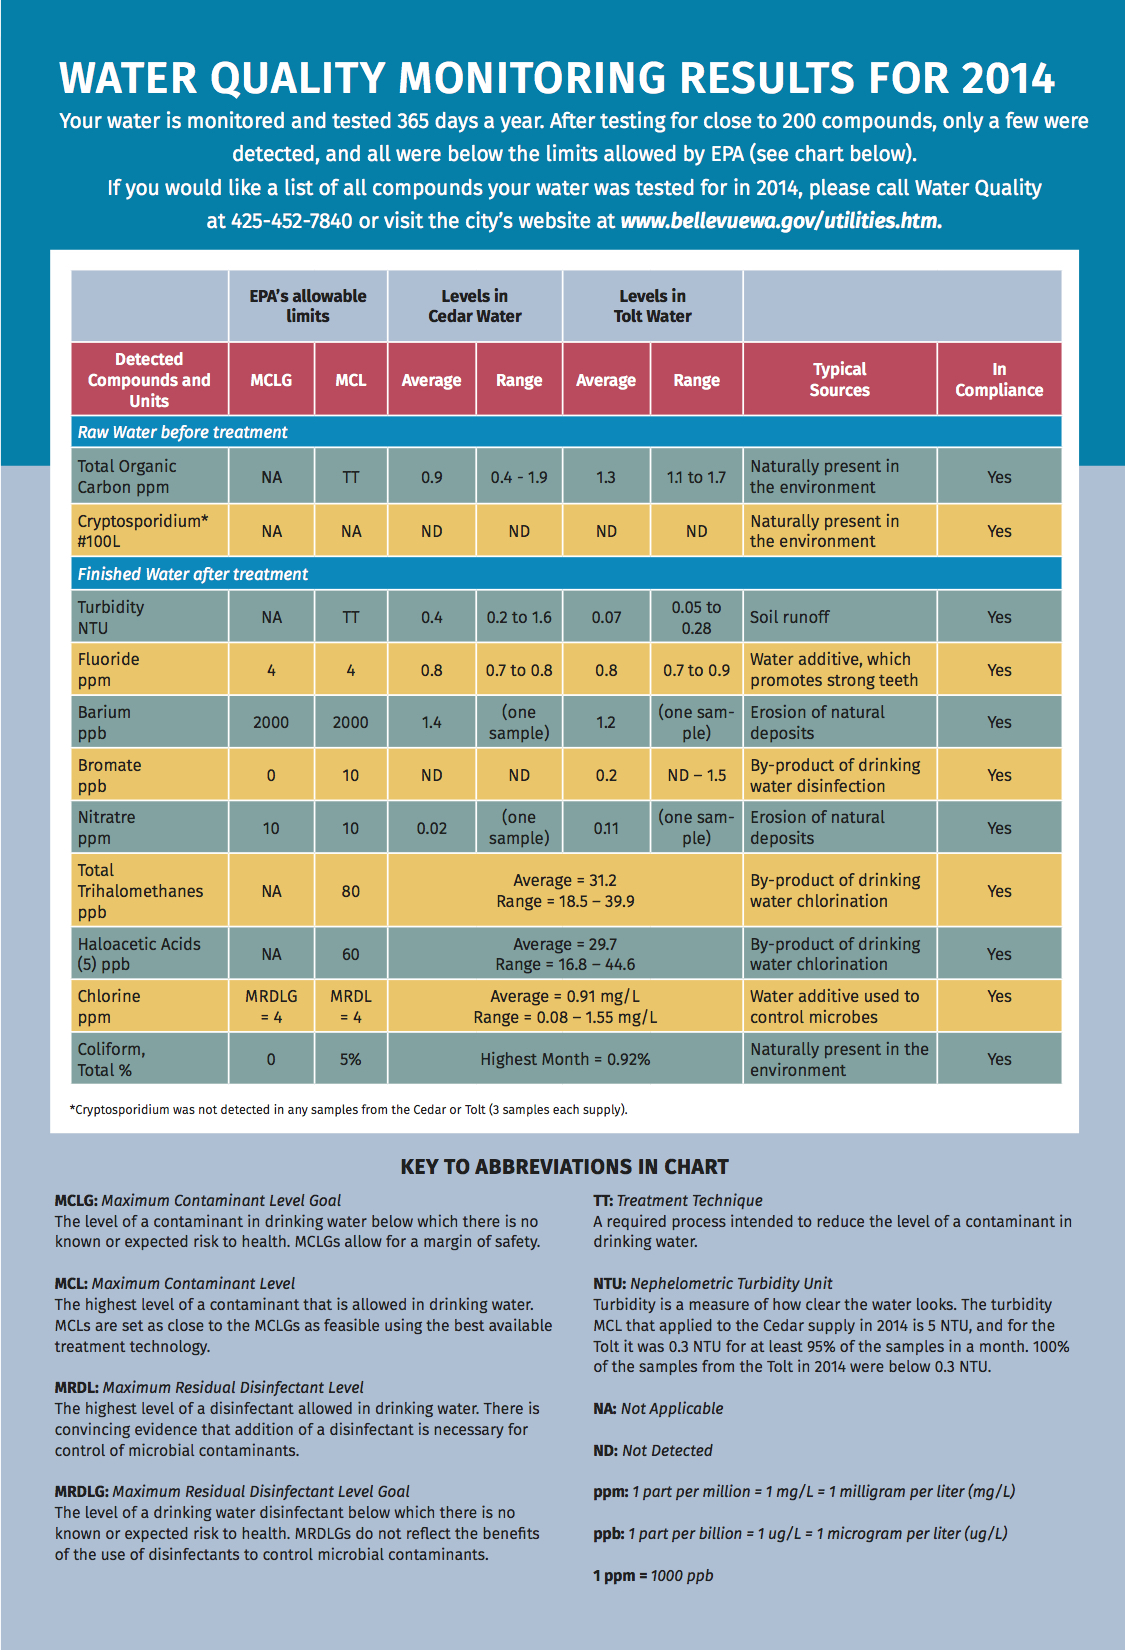 WATER QUALITY MONITORING RESULTS FOR 2014
Your water is monitored and tested 365 days a year. After testing for close to 200 compounds, only a few were
detected, and all were below the limits allowed by EPA (see chart below).
If you would like a list of all compounds your water was tested for in 2014, please call Water Quality
at 425-452-7840 or visit the city's website at www.bellevuewa.gov/utilities.htm.
EPA's allowable limits Levels in Cedar Water Levels in Tolt Water
Detected Compounds and Units MCLG MCL Average Range Average Range Typical Sources In Compliance
Raw Water before treatment
Total Organic Carbon ppm NA TT 0.9 0.4 - 1.9 1.3 1.1 to 1.7 Naturally present in the environment Yes
Cryptosporidium* #100L NA NA ND ND ND ND Naturally present in the environment Yes
Finished Water after treatment
Turbidity NTU NA TT 0.4 0.2 to 1.6 0.07 0.05 to 0.28 Soil runoff Yes
Fluoride ppm 4 4 0.8 0.7 to 0.8 0.8 0.7 to 0.9 Water additive, which promotes strong teeth Yes
Barium ppb 2000 2000 1.4 (one sample) 1.2 (one sam-ple) Erosion of natural deposits Yes
Bromate ppb 0 10 ND ND 0.2 ND – 1.5 By-product of drinking water disinfection Yes
Nitratre ppm 10 10 0.02 (one sample) 0.11 (one sam-ple) Erosion of natural deposits Yes
Total Trihalomethanes ppb NA 80 Average = 31.2 Range = 18.5 – 39.9 By-product of drinking water chlorination Yes
Haloacetic Acids (5) ppb NA 60 Average = 29.7 Range = 16.8 – 44.6 By-product of drinking water chlorination Yes
Chlorine ppm MRDLG = 4 MRDL = 4 Average = 0.91 mg/L Range = 0.08 – 1.55 mg/L Water additive used to control microbes Yes
Coliform, Total % 0 5% Highest Month = 0.92% Naturally present in the environment Yes
*Cryptosporidium was not detected in any samples from the Cedar or Tolt (3 samples each supply).
KEY TO ABBREVIATIONS IN CHART
MCLG: Maximum Contaminant Level Goal
The level of a contaminant in drinking water below which there is no
known or expected risk to health. MCLGs allow for a margin of safety.
MCL: Maximum Contaminant Level
The highest level of a contaminant that is allowed in drinking water.
MCLs are set as close to the MCLGs as feasible using the best available
treatment technology.
MRDL: Maximum Residual Disinfectant Level
The highest level of a disinfectant allowed in drinking water. There is
convincing evidence that addition of a disinfectant is necessary for
control of microbial contaminants.
MRDLG: Maximum Residual Disinfectant Level Goal
The level of a drinking water disinfectant below which there is no
known or expected risk to health. MRDLGs do not reflect the benefits
of the use of disinfectants to control microbial contaminants.
TT: Treatment Technique
A required process intended to reduce the level of a contaminant in
drinking water.
NTU: Nephelometric Turbidity Unit
Turbidity is a measure of how clear the water looks. The turbidity
MCL that applied to the Cedar supply in 2014 is 5 NTU, and for the
Tolt it was 0.3 NTU for at least 95% of the samples in a month. 100%
of the samples from the Tolt in 2014 were below 0.3 NTU.
NA: Not Applicable
ND: Not Detected
ppm: 1 part per million = 1 mg/L = 1 milligram per liter (mg/L)
ppb: 1 part per billion = 1 ug/L = 1 microgram per liter (ug/L)
1 ppm = 1000 ppb